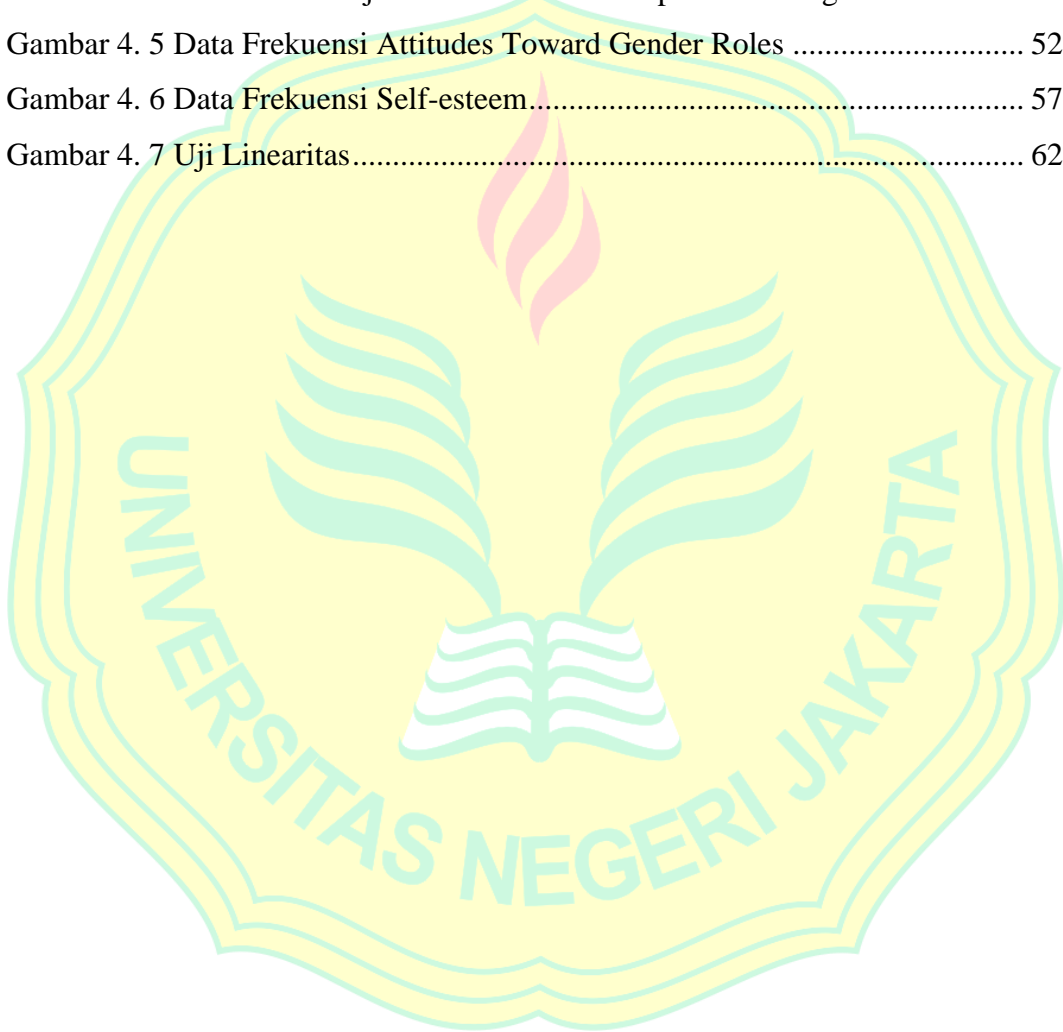 Gambar 4. 5 Data Frekuensi Attitudes Toward Gender Roles ............................ 52
Gambar 4. 6 Data Frekuensi Self-esteem............................................................ 57
Gambar 4. 7 Uji Linearitas.................................................................................. 62
UNIVERSITAS NEGERI JAKARTA